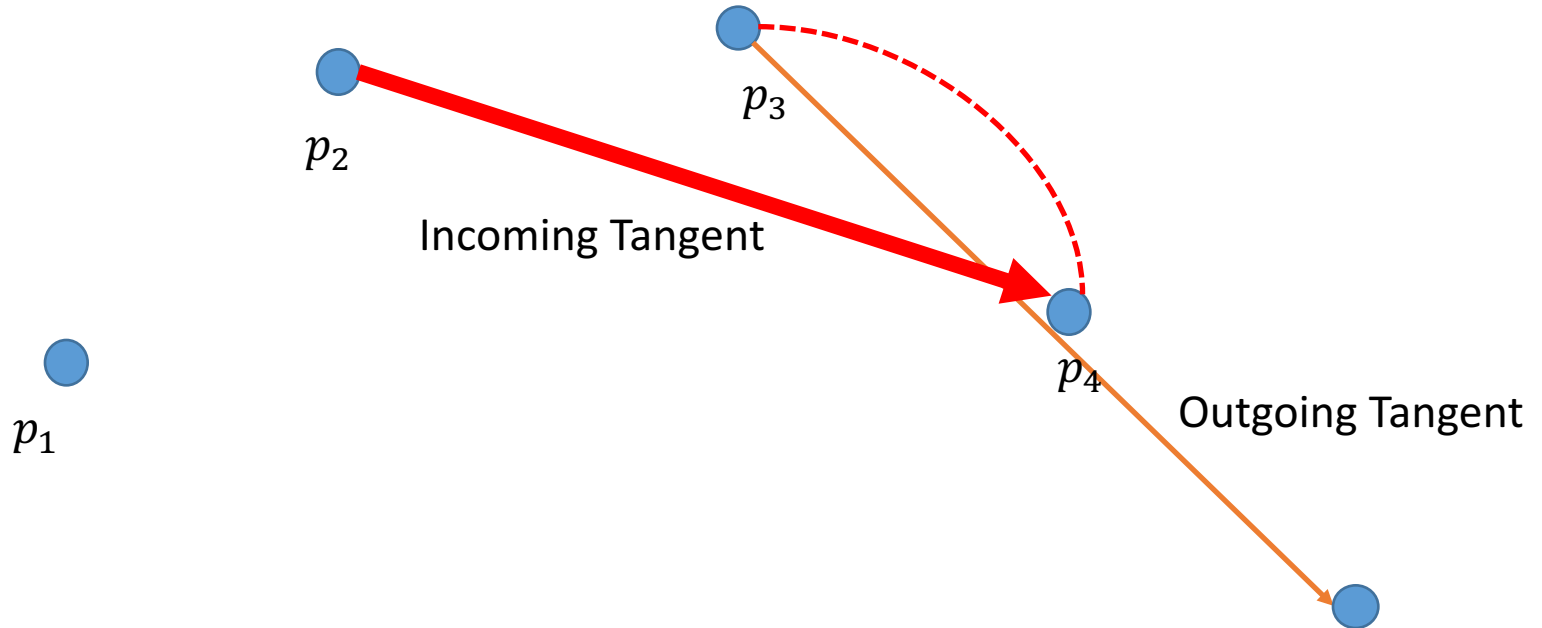 p₃
p₂
Incoming Tangent
p₄
Outgoing Tangent
p₁